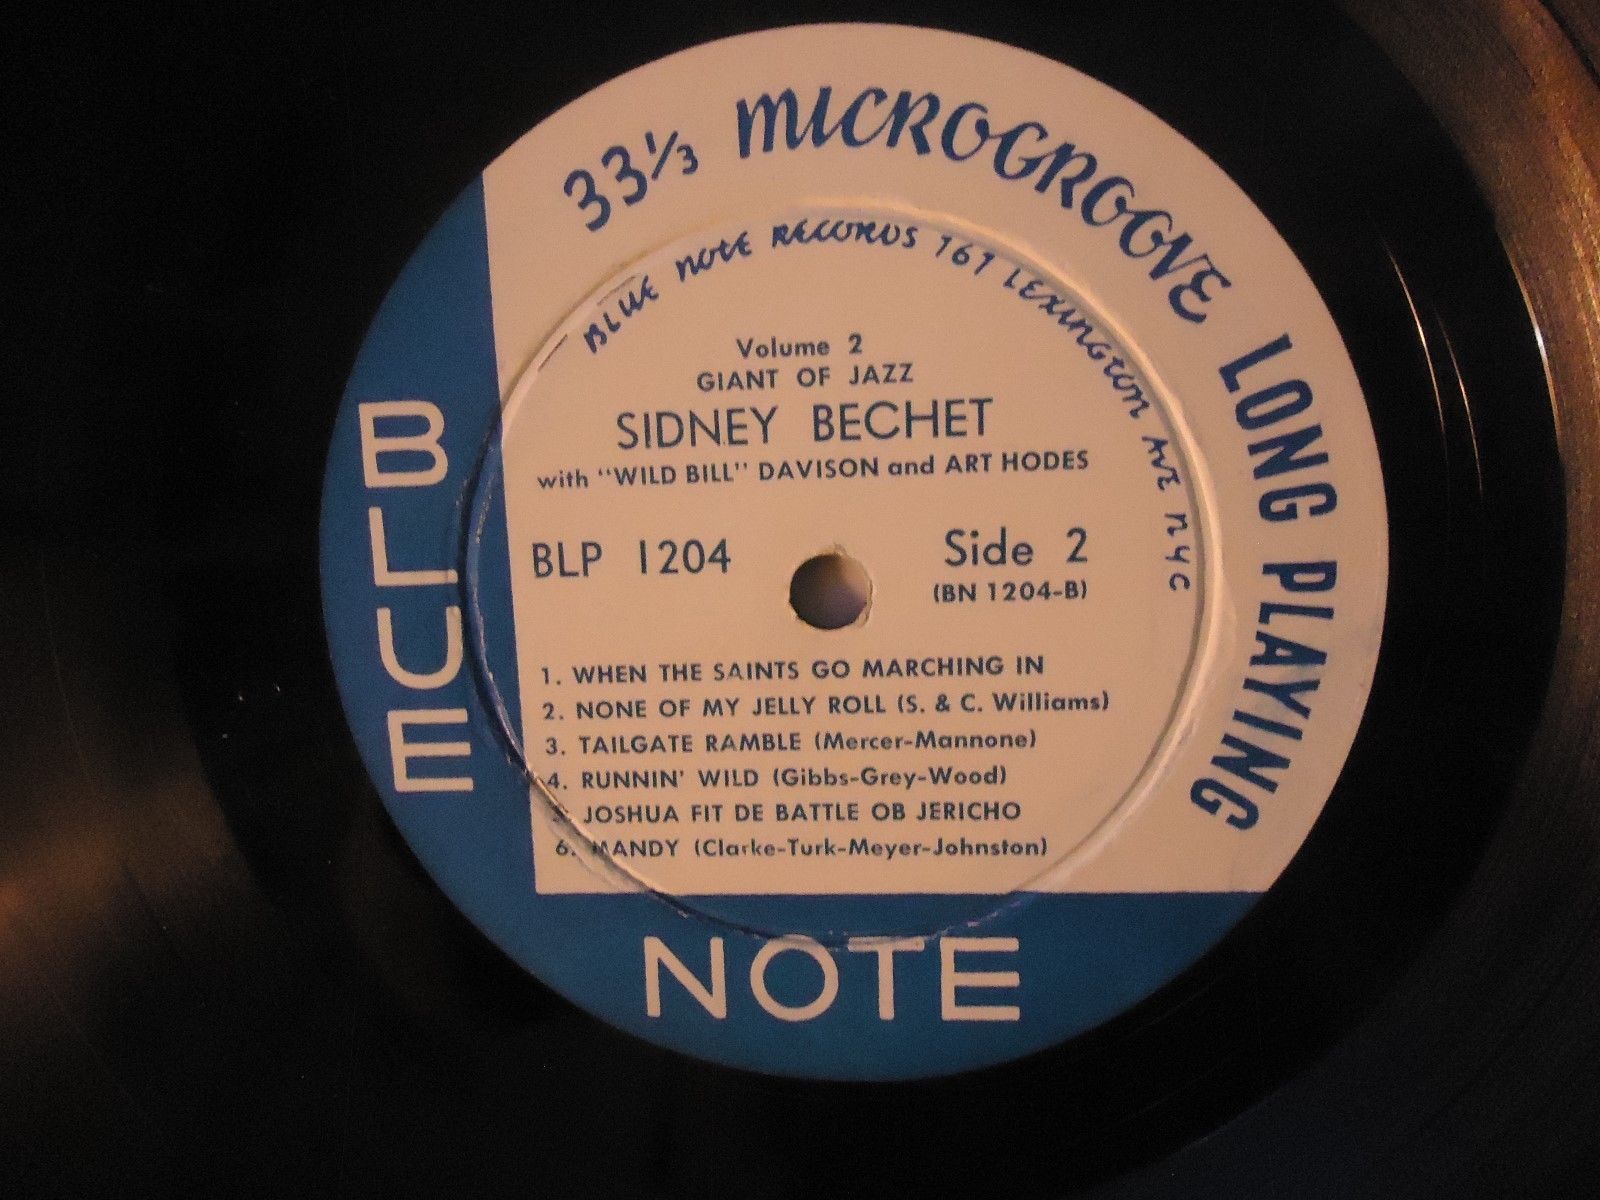 33⅓ MICROGROOVE LONG PLAYING
BLUE NOTE RECORDS 767 LEXINGTON AVE NYC
Volume 2
GIANT OF JAZZ
SIDNEY BECHET
with "WILD BILL" DAVISON and ART HODES
BLP 1204
Side 2
(BN 1204-B)
1. WHEN THE SAINTS GO MARCHING IN
2. NONE OF MY JELLY ROLL (S. & C. Williams)
3. TAILGATE RAMBLE (Mercer-Mannone)
4. RUNNIN' WILD (Gibbs-Grey-Wood)
5. JOSHUA FIT DE BATTLE OB JERICHO
6. MANDY (Clarke-Turk-Meyer-Johnston)
BLUE
NOTE